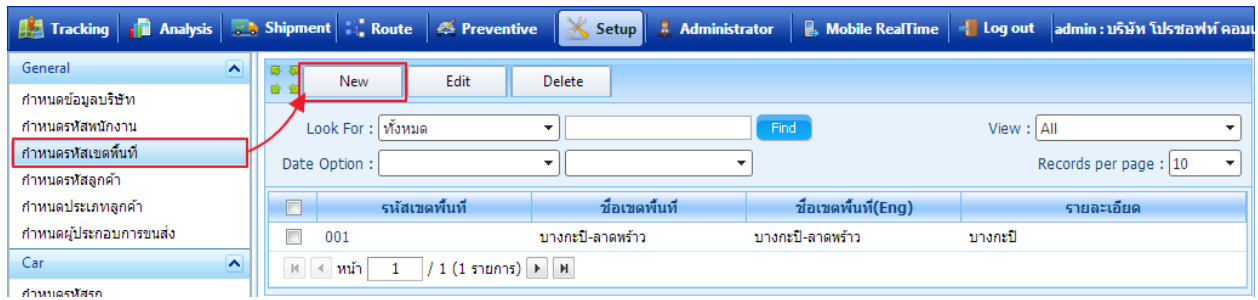 Tracking Analysis Shipment Route Preventive Setup Administrator Mobile RealTime Log out admin : บริษัท โปรซอฟท์ คอม
General
New Edit Delete
กำหนดข้อมูลบริษัท
กำหนดรหัสพนักงาน
Look For : ทั้งหมด Find View : All
กำหนดรหัสเขตพื้นที่
Date Option : Records per page : 10
กำหนดรหัสลูกค้า
กำหนดประเภทลูกค้า
รหัสเขตพื้นที่ ชื่อเขตพื้นที่ ชื่อเขตพื้นที่(Eng) รายละเอียด
กำหนดผู้ประกอบการขนส่ง
001 บางกะปิ-ลาดพร้าว บางกะปิ-ลาดพร้าว บางกะปิ
Car
หน้า 1 / 1 (1 รายการ)
กำหนดรหัสรถ